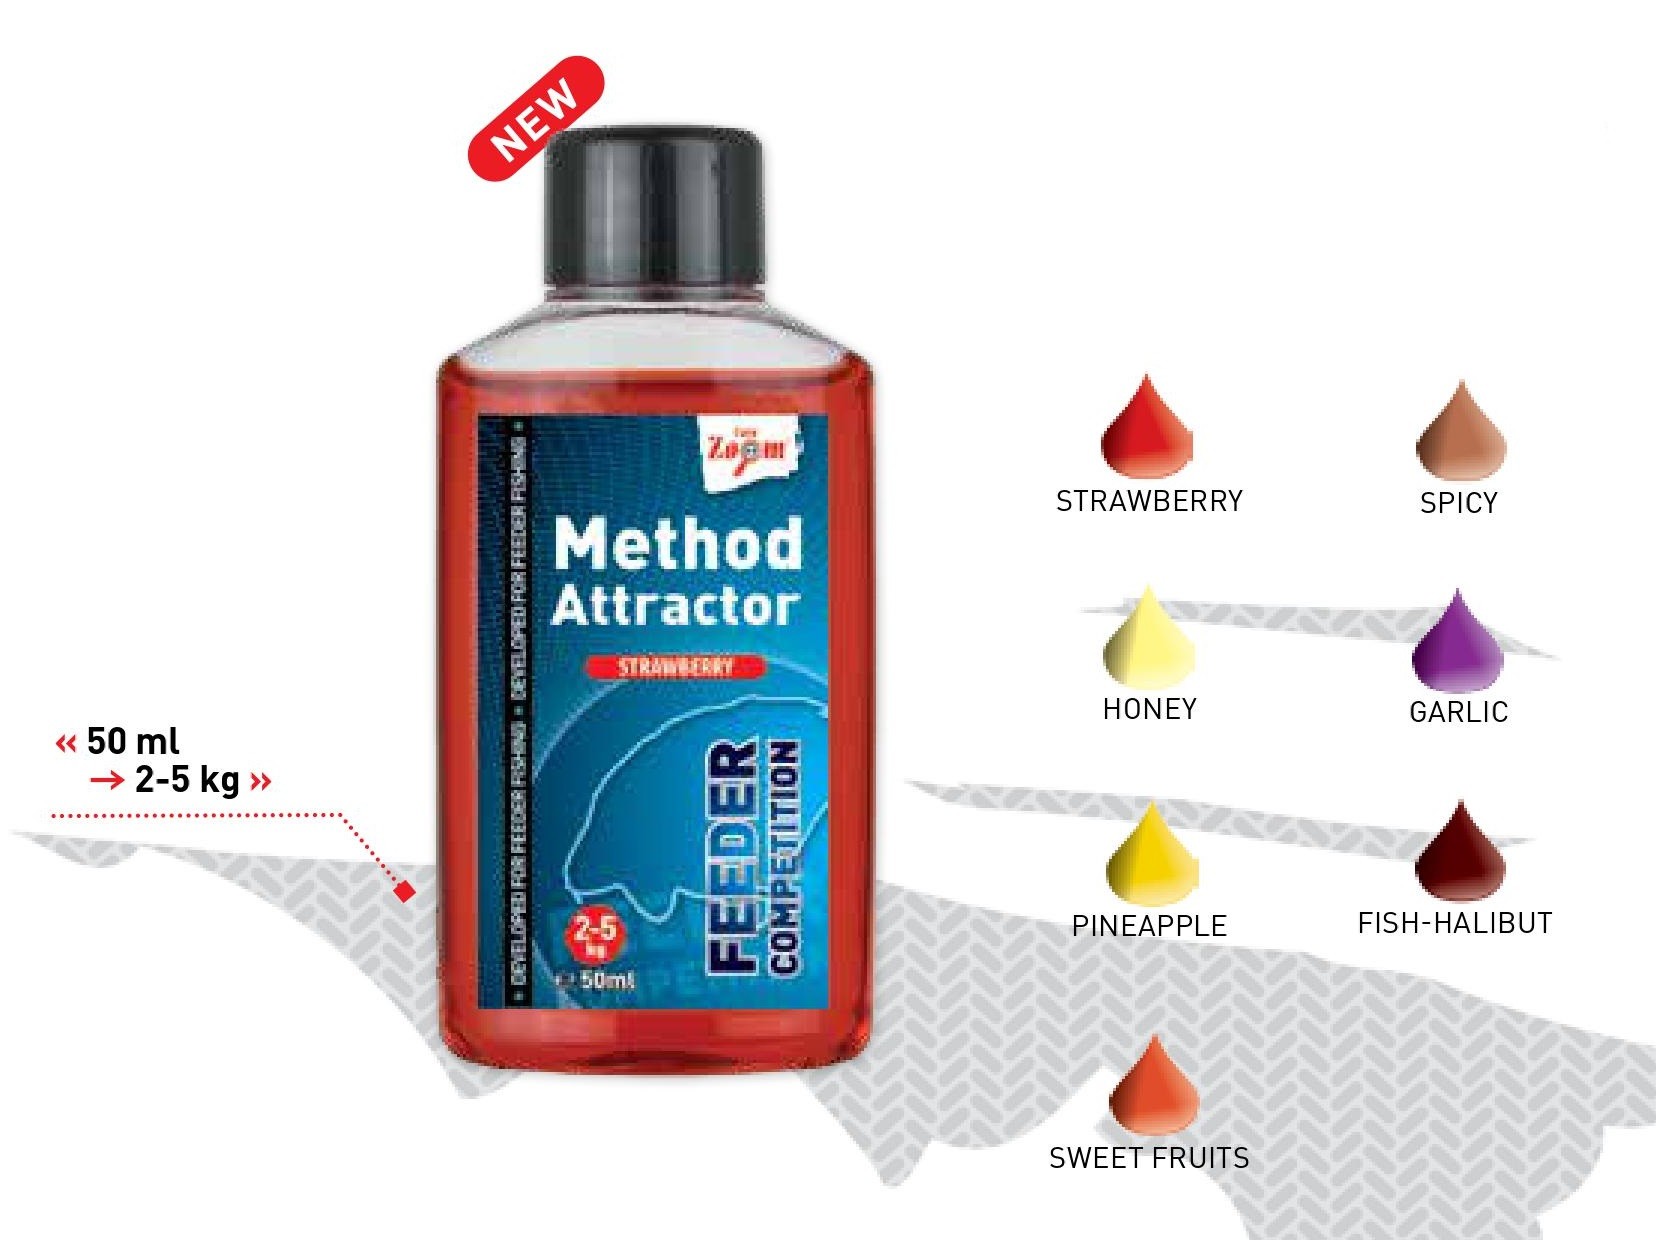 NEW
Carp
Zoom
Method
Attractor
STRAWBERRY
FEEDER
COMPETITION
2-5
kg
e 50ml
• DEVELOPED FOR FEEDER FISHING • DEVELOPED FOR FEEDER FISHING •
« 50 ml
→ 2-5 kg »
STRAWBERRY
SPICY
HONEY
GARLIC
PINEAPPLE
FISH-HALIBUT
SWEET FRUITS